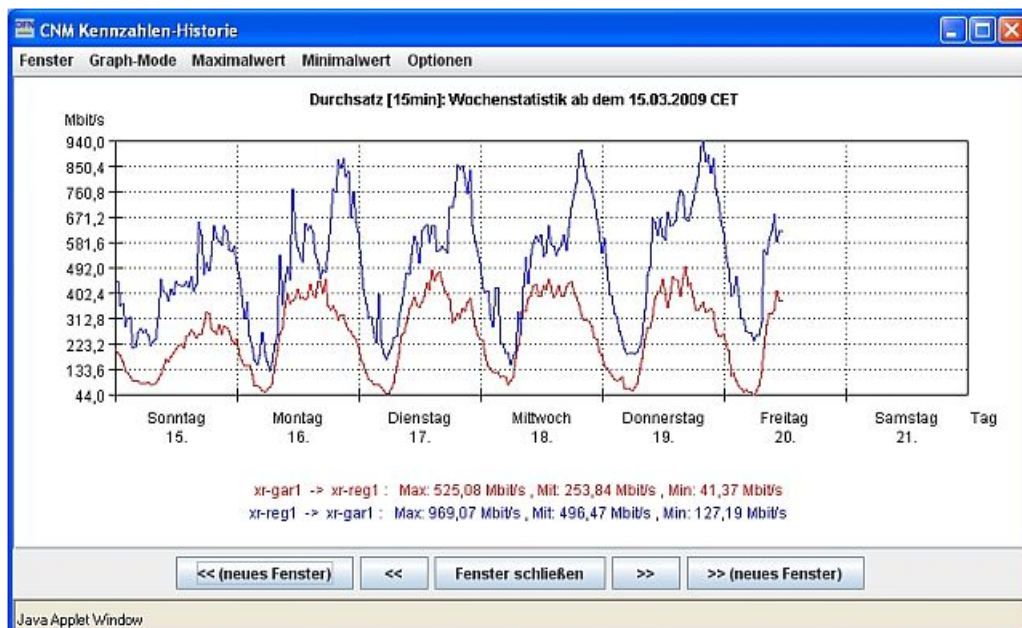 CNM Kennzahlen-Historie
Fenster Graph-Mode Maximalwert Minimalwert Optionen
Durchsatz [15min]: Wochenstatistik ab dem 15.03.2009 CET
Mbit/s
940,0
850,4
760,8
671,2
581,6
492,0
402,4
312,8
223,2
133,6
44,0
Sonntag Montag Dienstag Mittwoch Donnerstag Freitag Samstag Tag
15. 16. 17. 18. 19. 20. 21.
xr-gar1 -> xr-reg1 : Max: 525,08 Mbit/s , Mit: 253,84 Mbit/s , Min: 41,37 Mbit/s
xr-reg1 -> xr-gar1 : Max: 969,07 Mbit/s , Mit: 496,47 Mbit/s , Min: 127,19 Mbit/s
<< (neues Fenster) << Fenster schließen >> >> (neues Fenster)
Java Applet Window